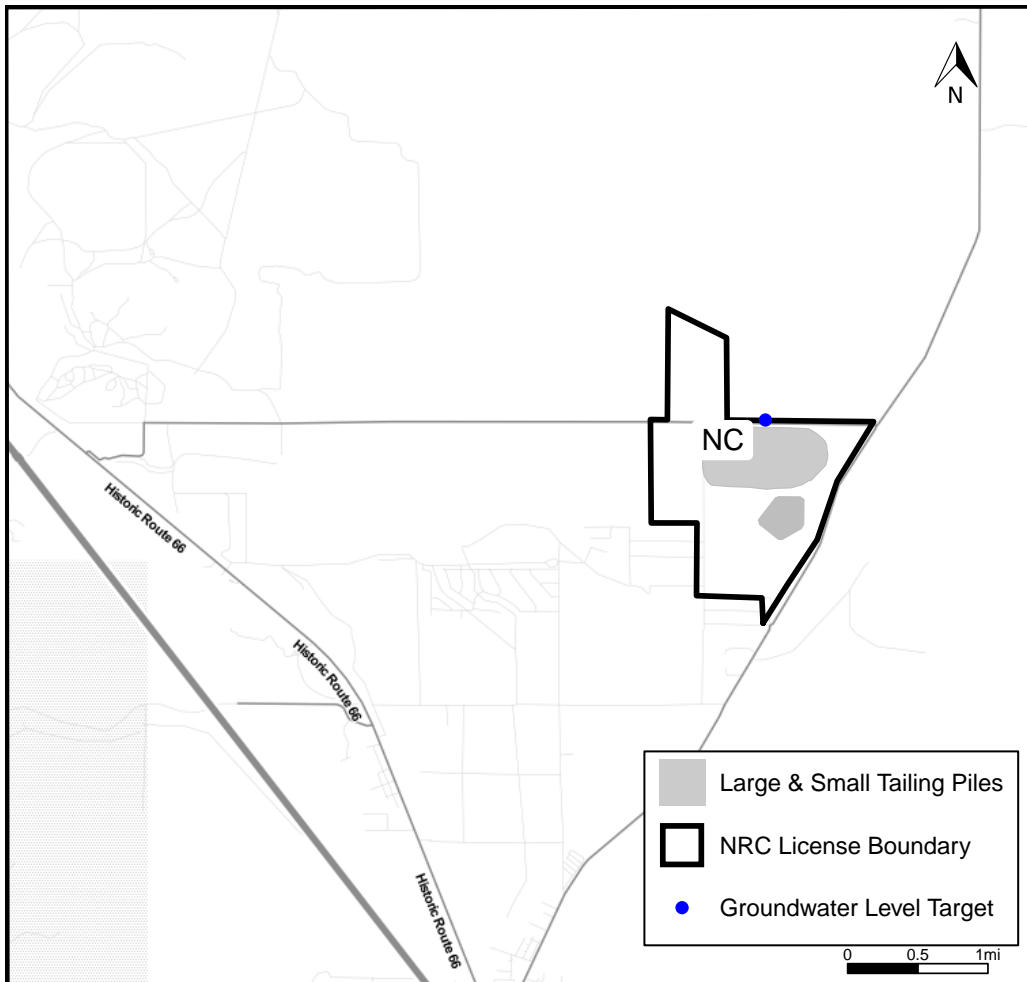 N
NC
Historic Route 66
Historic Route 66
Historic Route 66
Large & Small Tailing Piles
NRC License Boundary
Groundwater Level Target
0 0.5 1mi